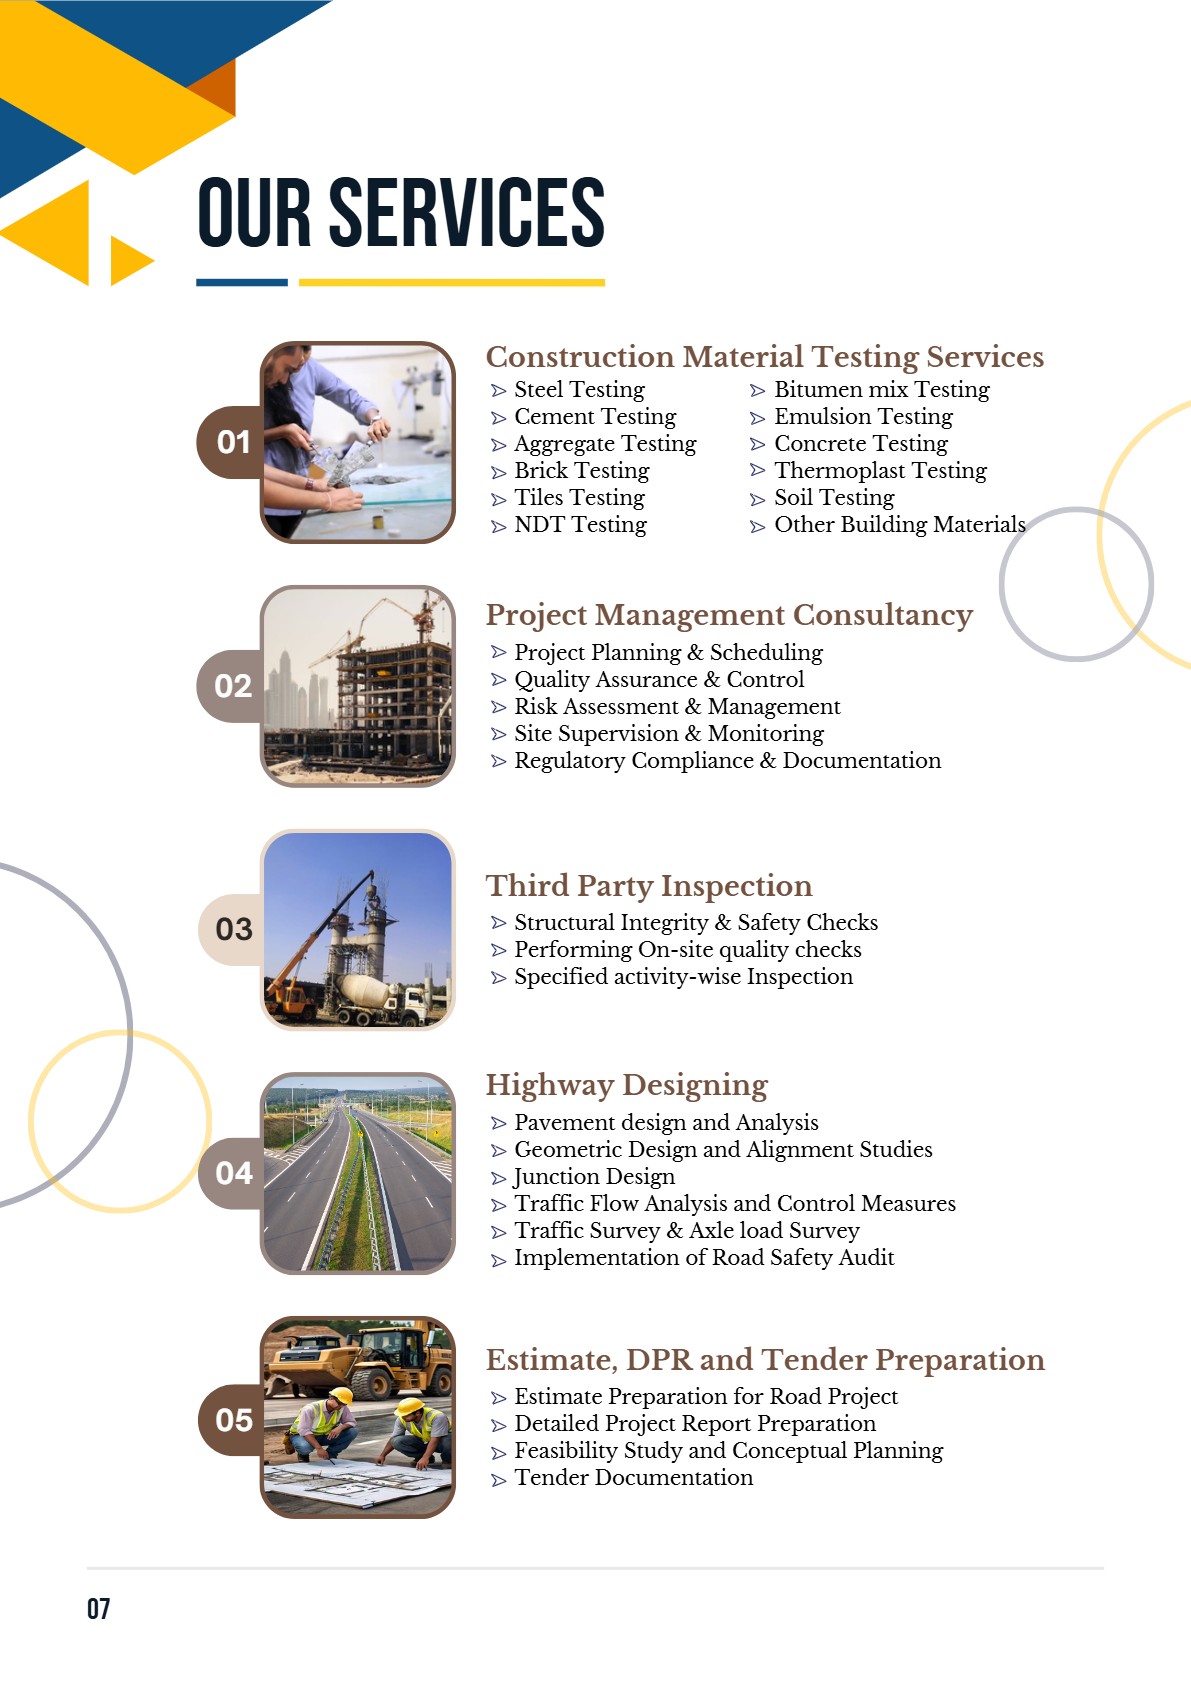 OUR SERVICES
01
Construction Material Testing Services
Steel Testing
Cement Testing
Aggregate Testing
Brick Testing
Tiles Testing
NDT Testing
Bitumen mix Testing
Emulsion Testing
Concrete Testing
Thermoplast Testing
Soil Testing
Other Building Materials
02
Project Management Consultancy
Project Planning & Scheduling
Quality Assurance & Control
Risk Assessment & Management
Site Supervision & Monitoring
Regulatory Compliance & Documentation
03
Third Party Inspection
Structural Integrity & Safety Checks
Performing On-site quality checks
Specified activity-wise Inspection
04
Highway Designing
Pavement design and Analysis
Geometric Design and Alignment Studies
Junction Design
Traffic Flow Analysis and Control Measures
Traffic Survey & Axle load Survey
Implementation of Road Safety Audit
05
Estimate, DPR and Tender Preparation
Estimate Preparation for Road Project
Detailed Project Report Preparation
Feasibility Study and Conceptual Planning
Tender Documentation
07